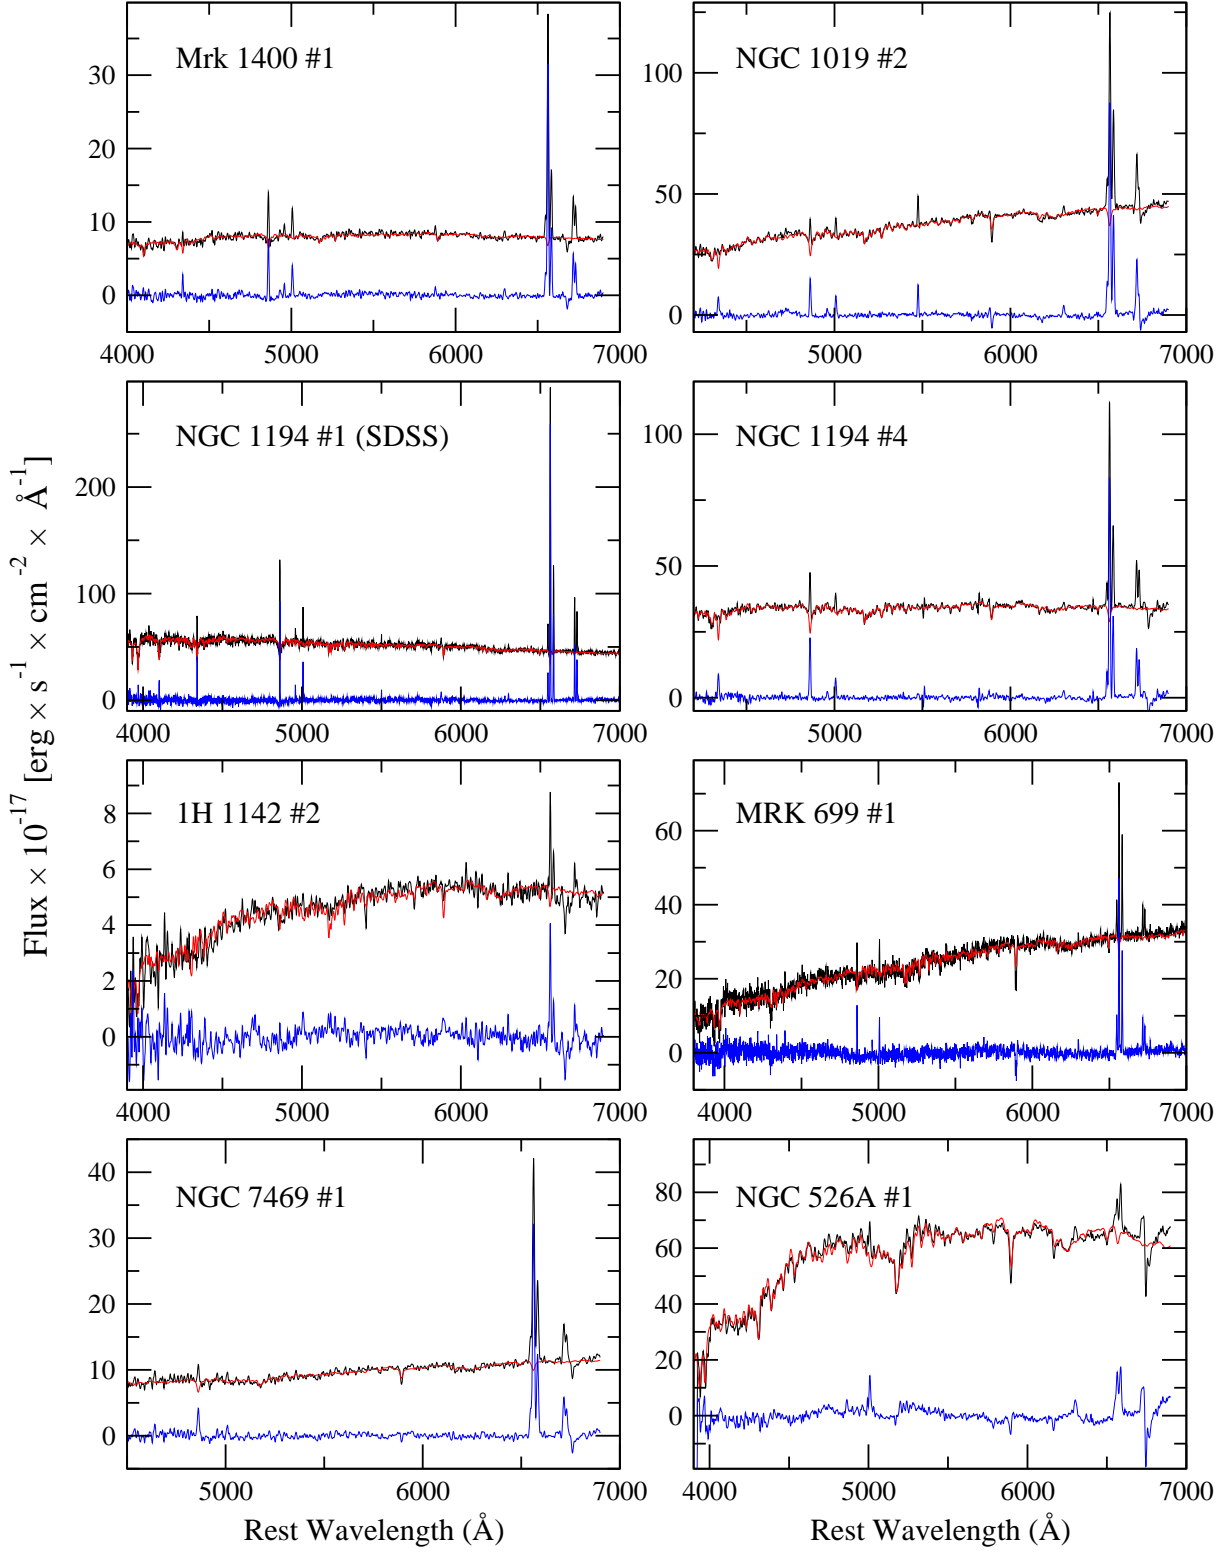 Mrk 1400 #1
NGC 1019 #2
30
20
10
0
100
50
0
4000 5000 6000 7000
5000 6000 7000
NGC 1194 #1 (SDSS)
NGC 1194 #4
200
100
0
100
50
0
4000 5000 6000 7000
5000 6000 7000
1H 1142 #2
MRK 699 #1
8
6
4
2
0
60
40
20
0
4000 5000 6000 7000
4000 5000 6000 7000
NGC 7469 #1
NGC 526A #1
40
30
20
10
0
80
60
40
20
0
5000 6000 7000
4000 5000 6000 7000
Rest Wavelength (Å)
Rest Wavelength (Å)
Flux × 10⁻¹⁷ [erg × s⁻¹ × cm⁻² × Å⁻¹]